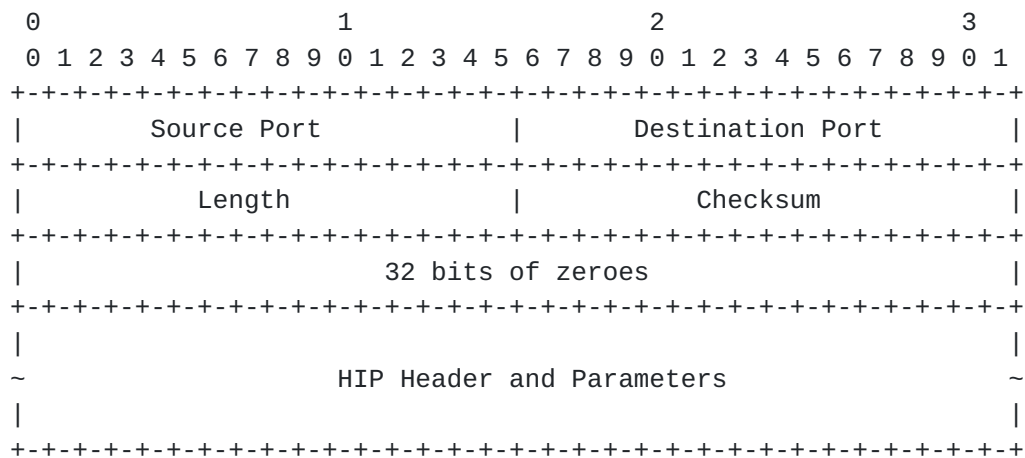 0                   1                   2                   3
 0 1 2 3 4 5 6 7 8 9 0 1 2 3 4 5 6 7 8 9 0 1 2 3 4 5 6 7 8 9 0 1
+-+-+-+-+-+-+-+-+-+-+-+-+-+-+-+-+-+-+-+-+-+-+-+-+-+-+-+-+-+-+-+-+
|        Source Port            |       Destination Port        |
+-+-+-+-+-+-+-+-+-+-+-+-+-+-+-+-+-+-+-+-+-+-+-+-+-+-+-+-+-+-+-+-+
|           Length              |           Checksum            |
+-+-+-+-+-+-+-+-+-+-+-+-+-+-+-+-+-+-+-+-+-+-+-+-+-+-+-+-+-+-+-+-+
|                       32 bits of zeroes                       |
+-+-+-+-+-+-+-+-+-+-+-+-+-+-+-+-+-+-+-+-+-+-+-+-+-+-+-+-+-+-+-+-+
|                                                               |
~                    HIP Header and Parameters                  ~
|                                                               |
+-+-+-+-+-+-+-+-+-+-+-+-+-+-+-+-+-+-+-+-+-+-+-+-+-+-+-+-+-+-+-+-+